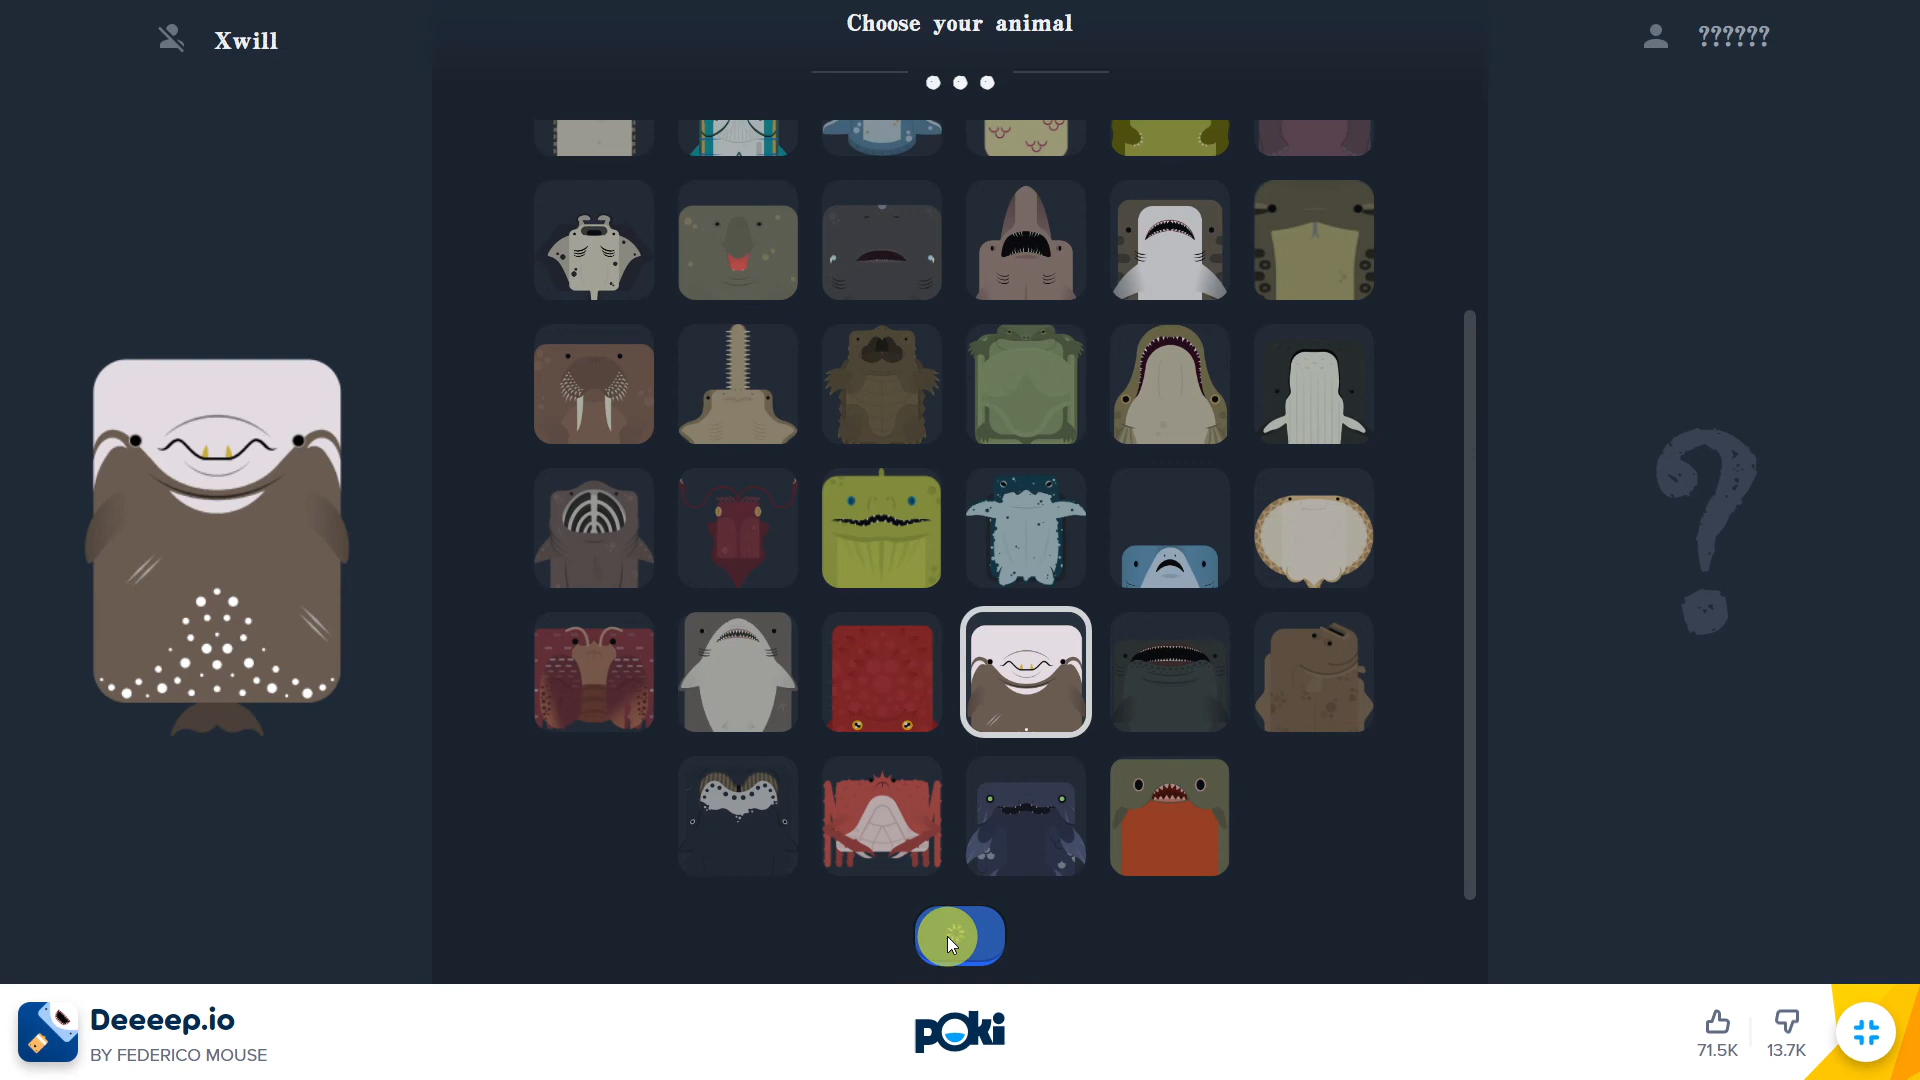 Xwill
Choose your animal
??????
?
Deeeep.io
BY FEDERICO MOUSE
poki
71.5K
13.7K